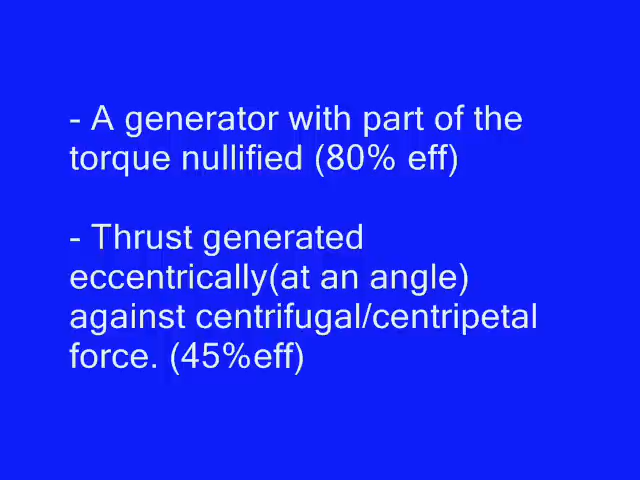 - A generator with part of the
torque nullified (80% eff)
- Thrust generated
eccentrically(at an angle)
against centrifugal/centripetal
force. (45%eff)